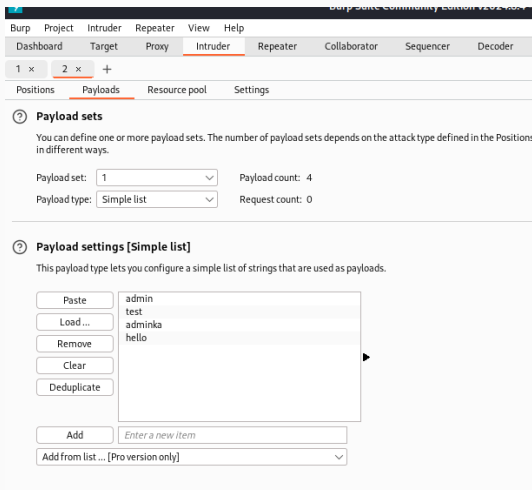 Burp Suite Community Edition v2024.8.4
Burp Project Intruder Repeater View Help
Dashboard Target Proxy Intruder Repeater Collaborator Sequencer Decoder
1 × 2 × +
Positions Payloads Resource pool Settings
? Payload sets
You can define one or more payload sets. The number of payload sets depends on the attack type defined in the Positions
in different ways.
Payload set: 1 Payload count: 4
Payload type: Simple list Request count: 0
? Payload settings [Simple list]
This payload type lets you configure a simple list of strings that are used as payloads.
Paste
Load ...
Remove
Clear
Deduplicate
admin
test
adminka
hello
Add Enter a new item
Add from list ... [Pro version only]